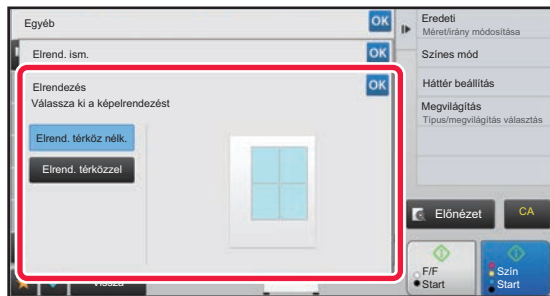 Egyéb
OK
Elrend. ism.
OK
Elrendezés
OK
Válassza ki a képelrendezést
Elrend. térköz nélk.
Elrend. térközzel
Vissza
Eredeti
Méret/irány módosítása
Színes mód
Háttér beállítás
Megvilágítás
Típus/megvilágítás választás
Előnézet
CA
F/F
Start
Szín
Start